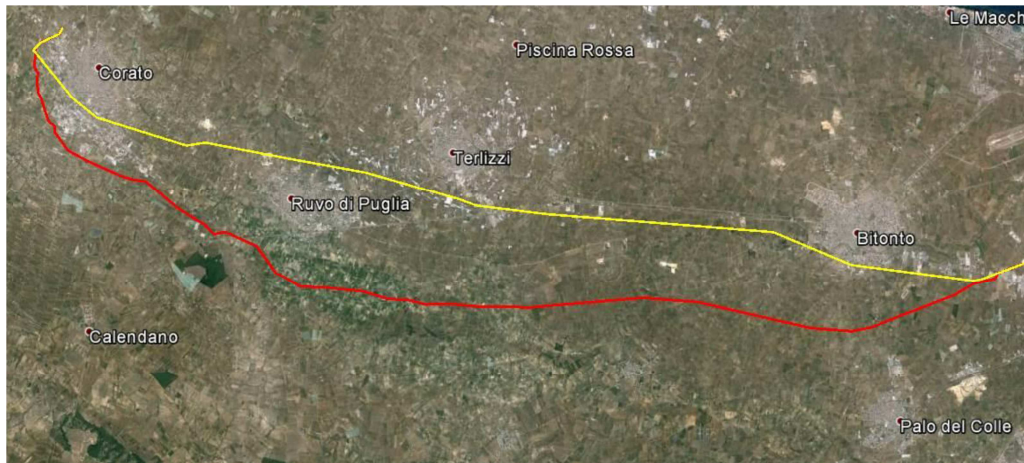 Le Macch
Piscina Rossa
Corato
Terlizzi
Ruvo di Puglia
Bitonto
Calendano
Palo del Colle